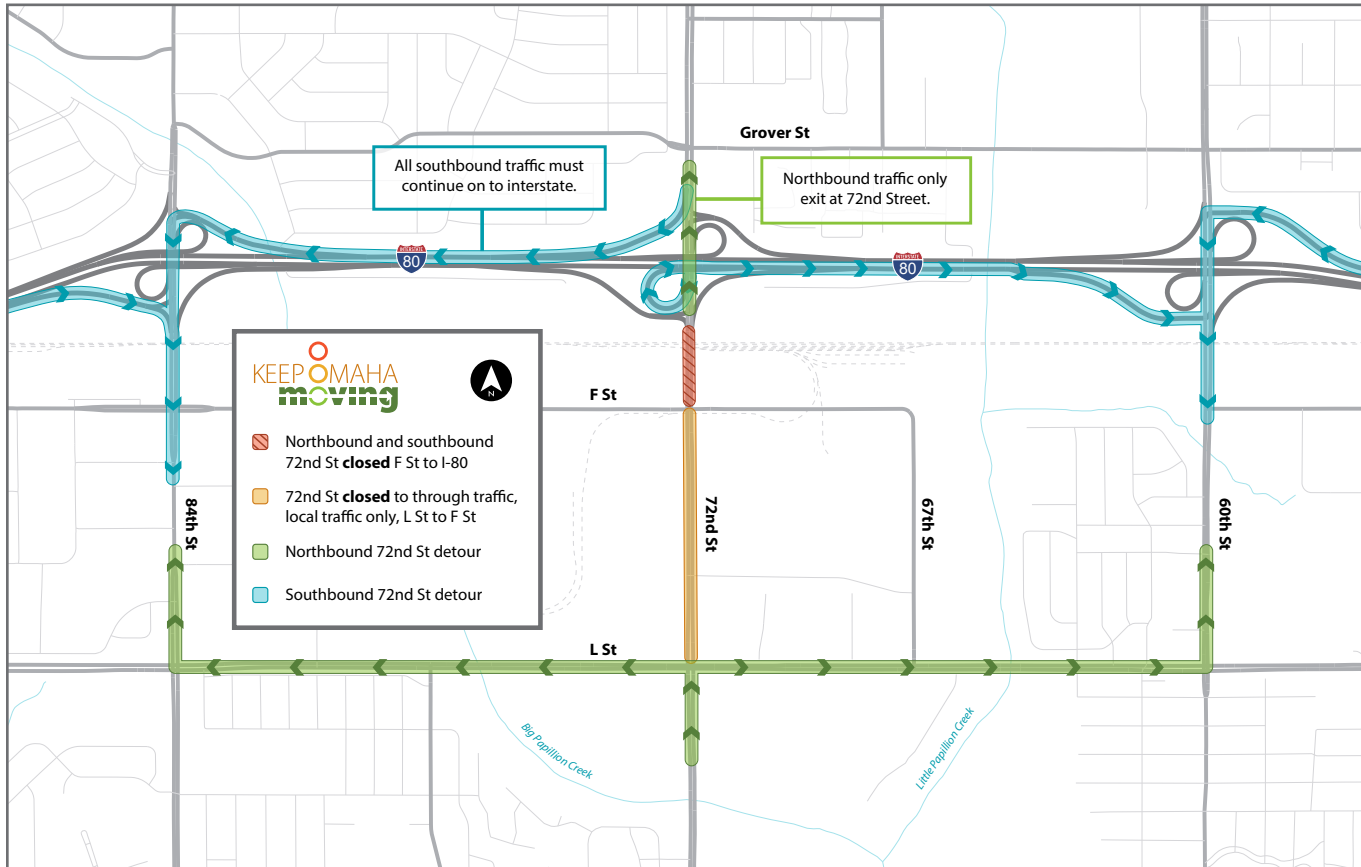 Grover St
All southbound traffic must
continue on to interstate.
Northbound traffic only
exit at 72nd Street.
INTERSTATE
80
INTERSTATE
80
KEEP OMAHA
moving
N
Northbound and southbound
72nd St closed F St to I-80
72nd St closed to through traffic,
local traffic only, L St to F St
Northbound 72nd St detour
Southbound 72nd St detour
F St
84th St
72nd St
67th St
60th St
L St
Big Papillion Creek
Little Papillion Creek